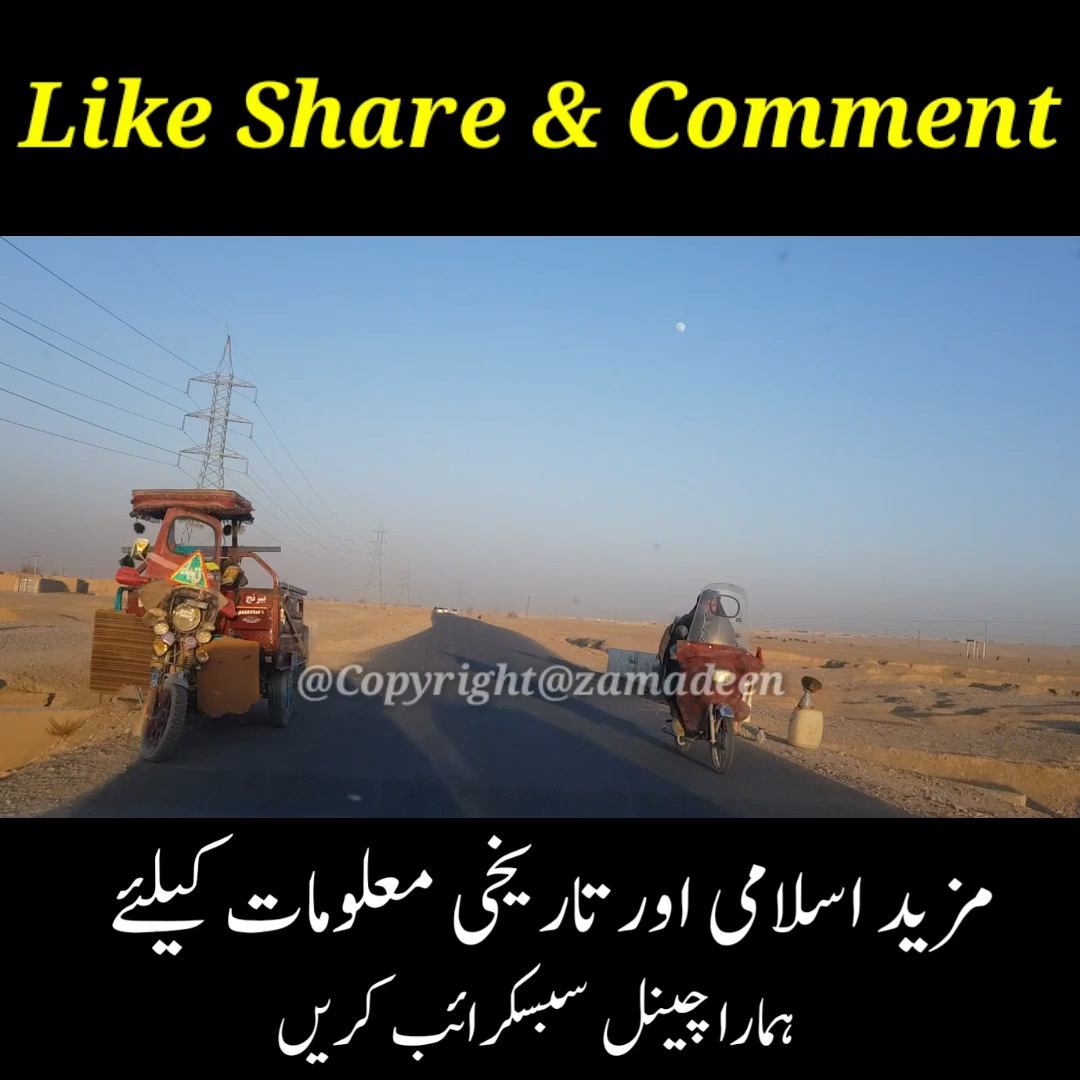 Like Share & Comment
@Copyright@zamadeen
مزید اسلامی اور تاریخی معلومات کیلئے
ہمارا چینل سبسکرائب کریں